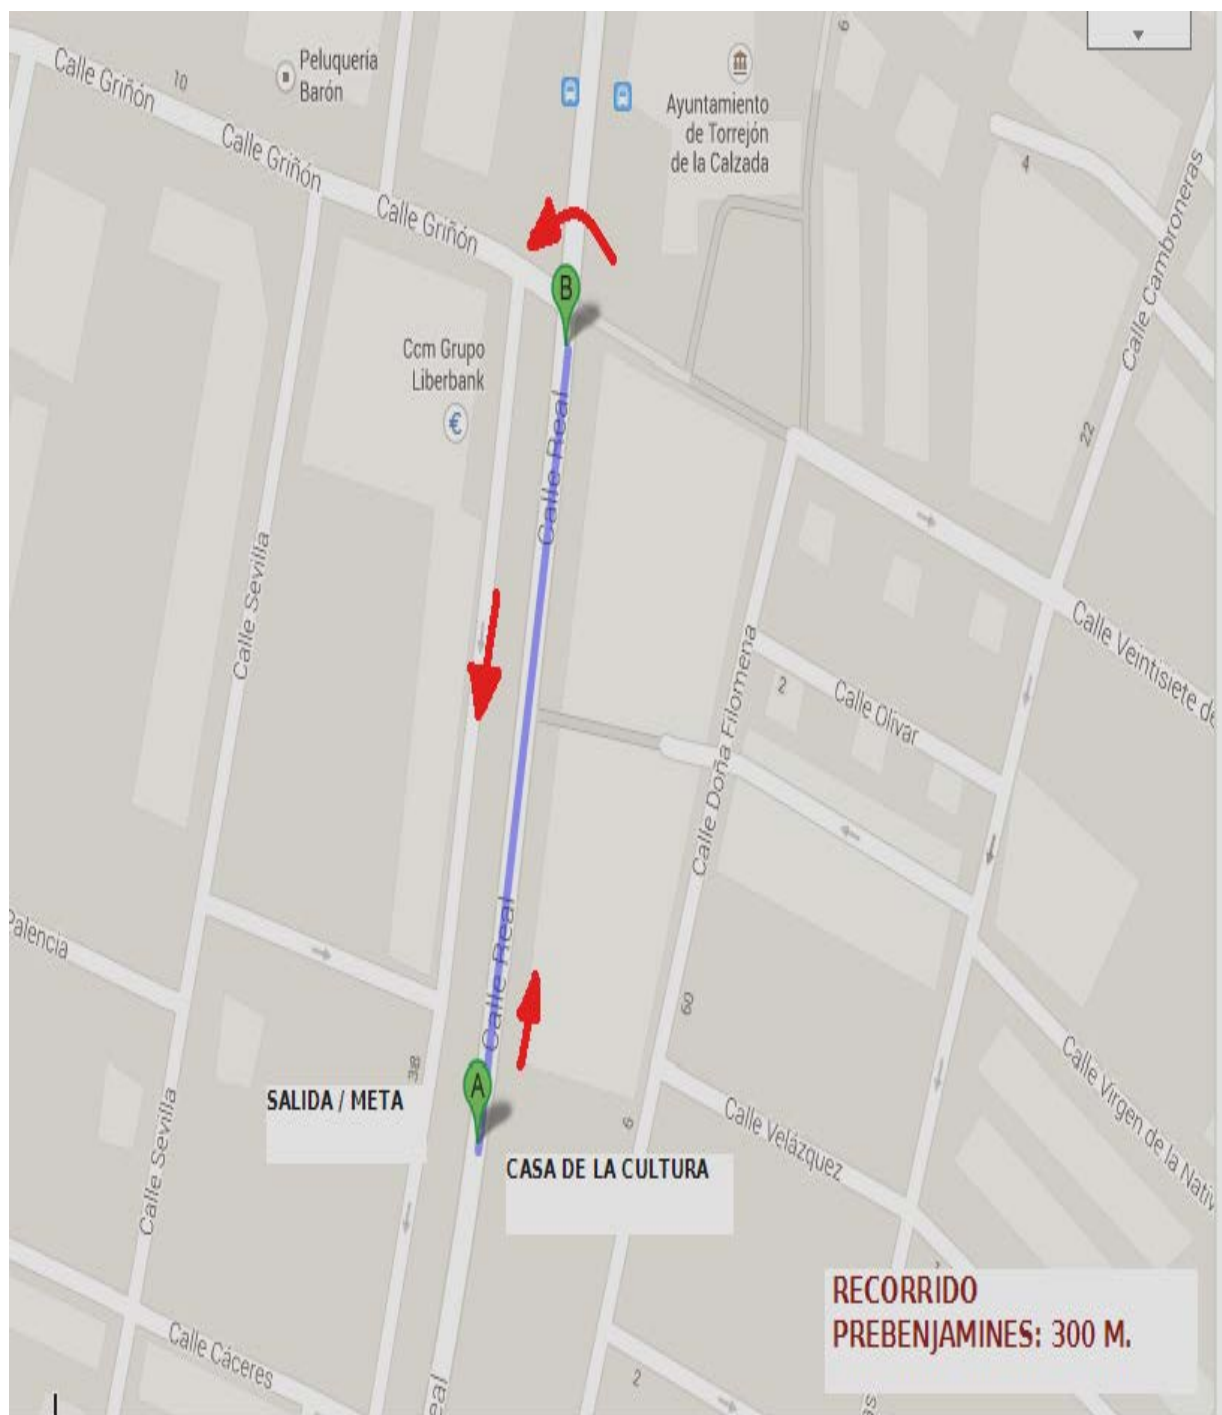 6
Peluquería
Barón
Calle Griñón
10
Ayuntamiento
de Torrejón
de la Calzada
Calle Griñón
4
Calle Griñón
Calle Cambroneras
B
Ccm Grupo
Liberbank
€
Calle Real
22
Calle Sevilla
Calle Veintisiete de
2
Calle Olivar
Calle Doña Filomena
Calle Real
Palencia
60
38
Calle Virgen de la Nativ
A
SALIDA / META
Calle Velázquez
6
Calle Sevilla
CASA DE LA CULTURA
RECORRIDO
PREBENJAMINES: 300 M.
Calle Cáceres
2
eal
as